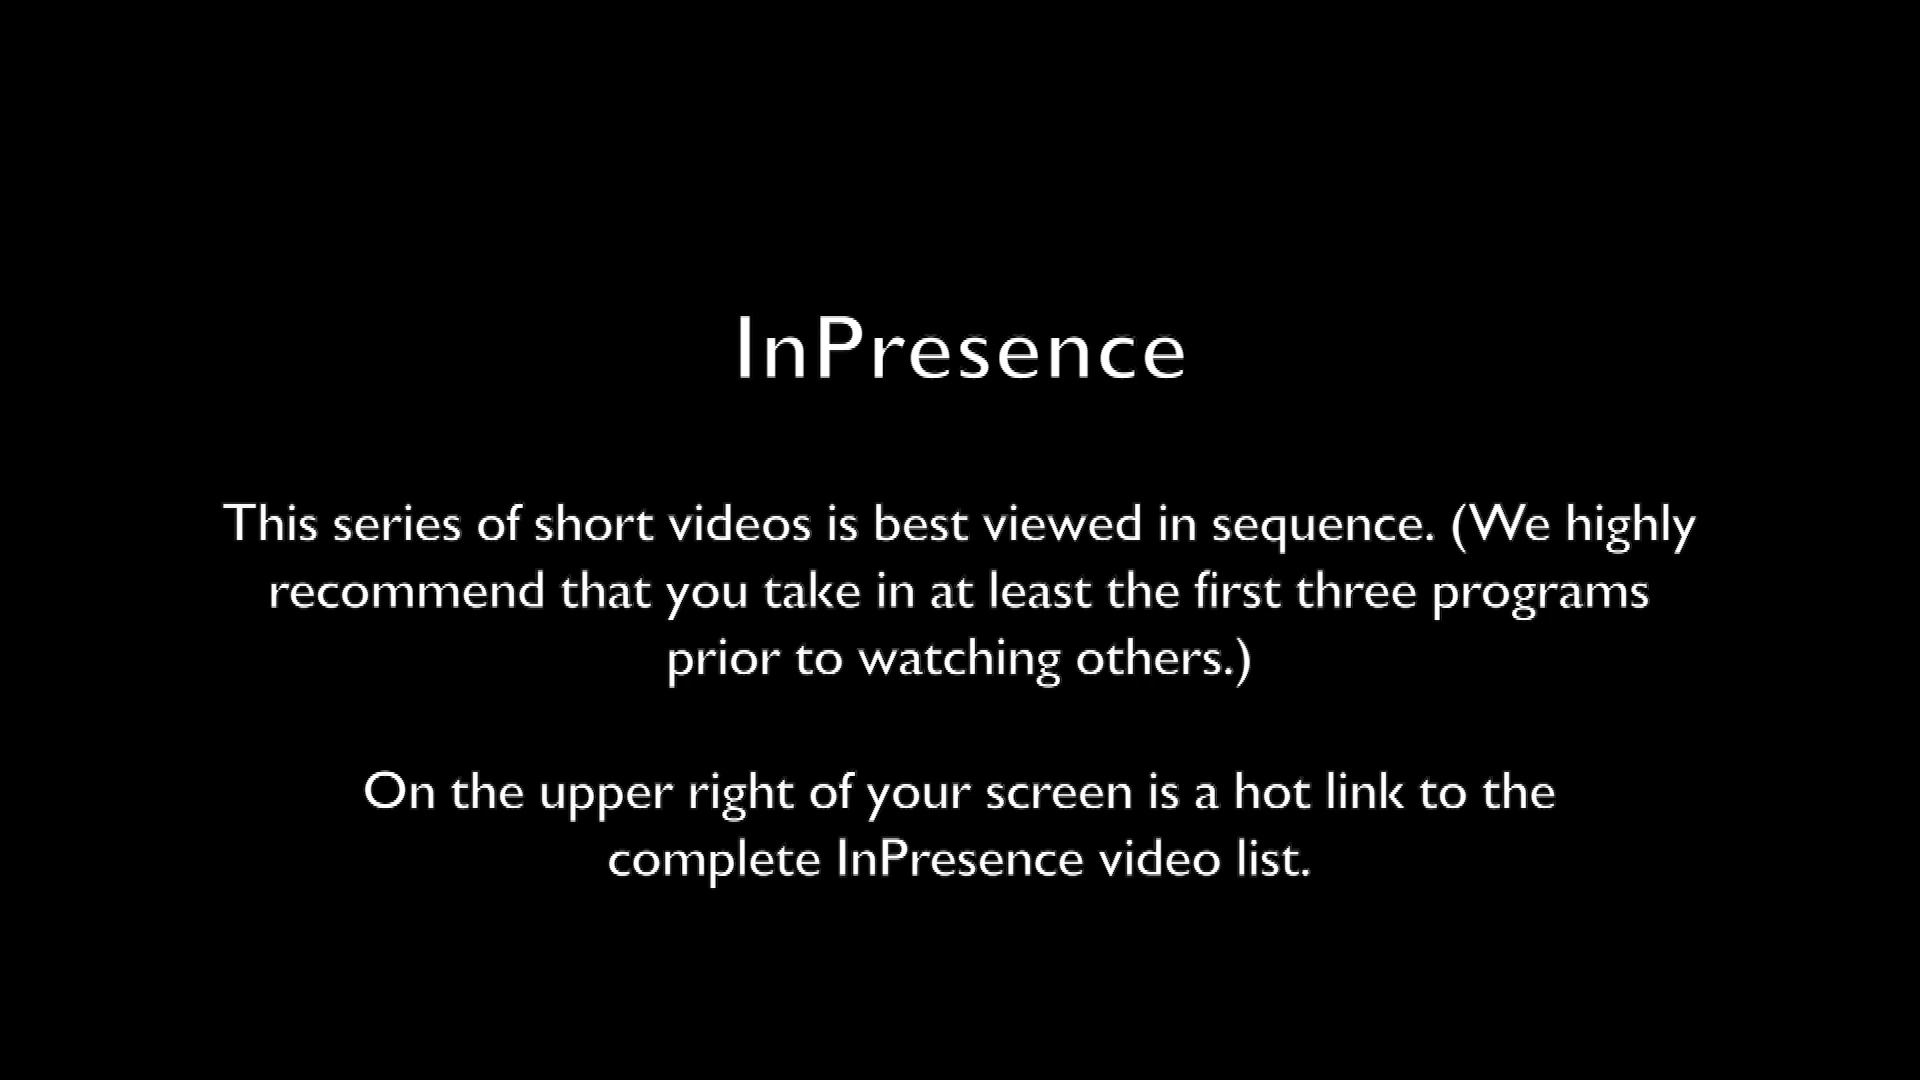 InPresence
This series of short videos is best viewed in sequence. (We highly
recommend that you take in at least the first three programs
prior to watching others.)
On the upper right of your screen is a hot link to the
complete InPresence video list.